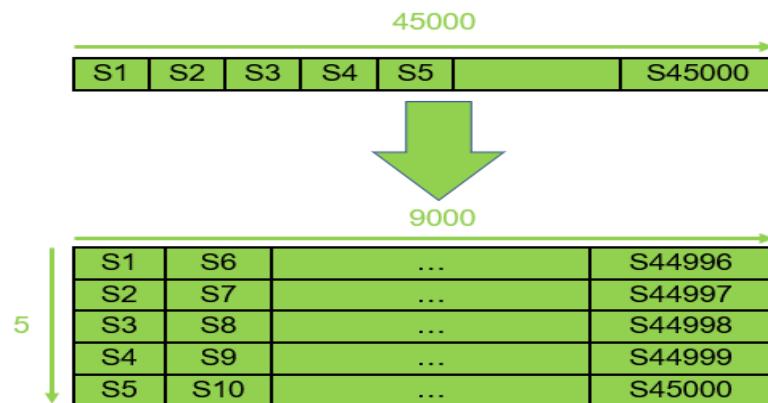 45000
S1 S2 S3 S4 S5 S45000
9000
S1 S6 ... S44996
S2 S7 ... S44997
5 S3 S8 ... S44998
S4 S9 ... S44999
S5 S10 ... S45000